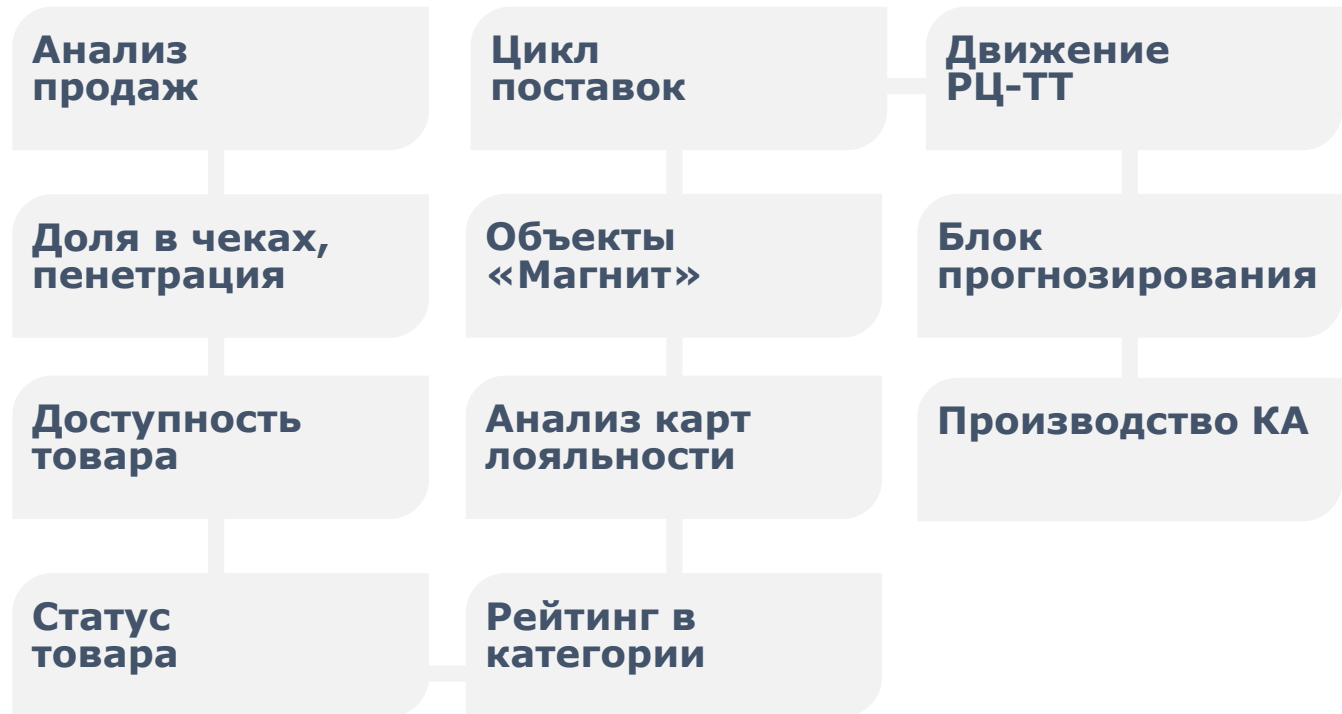 Анализ
продаж
Доля в чеках,
пенетрация
Доступность
товара
Статус
товара
Цикл
поставок
Объекты
«Магнит»
Анализ карт
лояльности
Рейтинг в
категории
Движение
РЦ-ТТ
Блок
прогнозирования
Производство КА